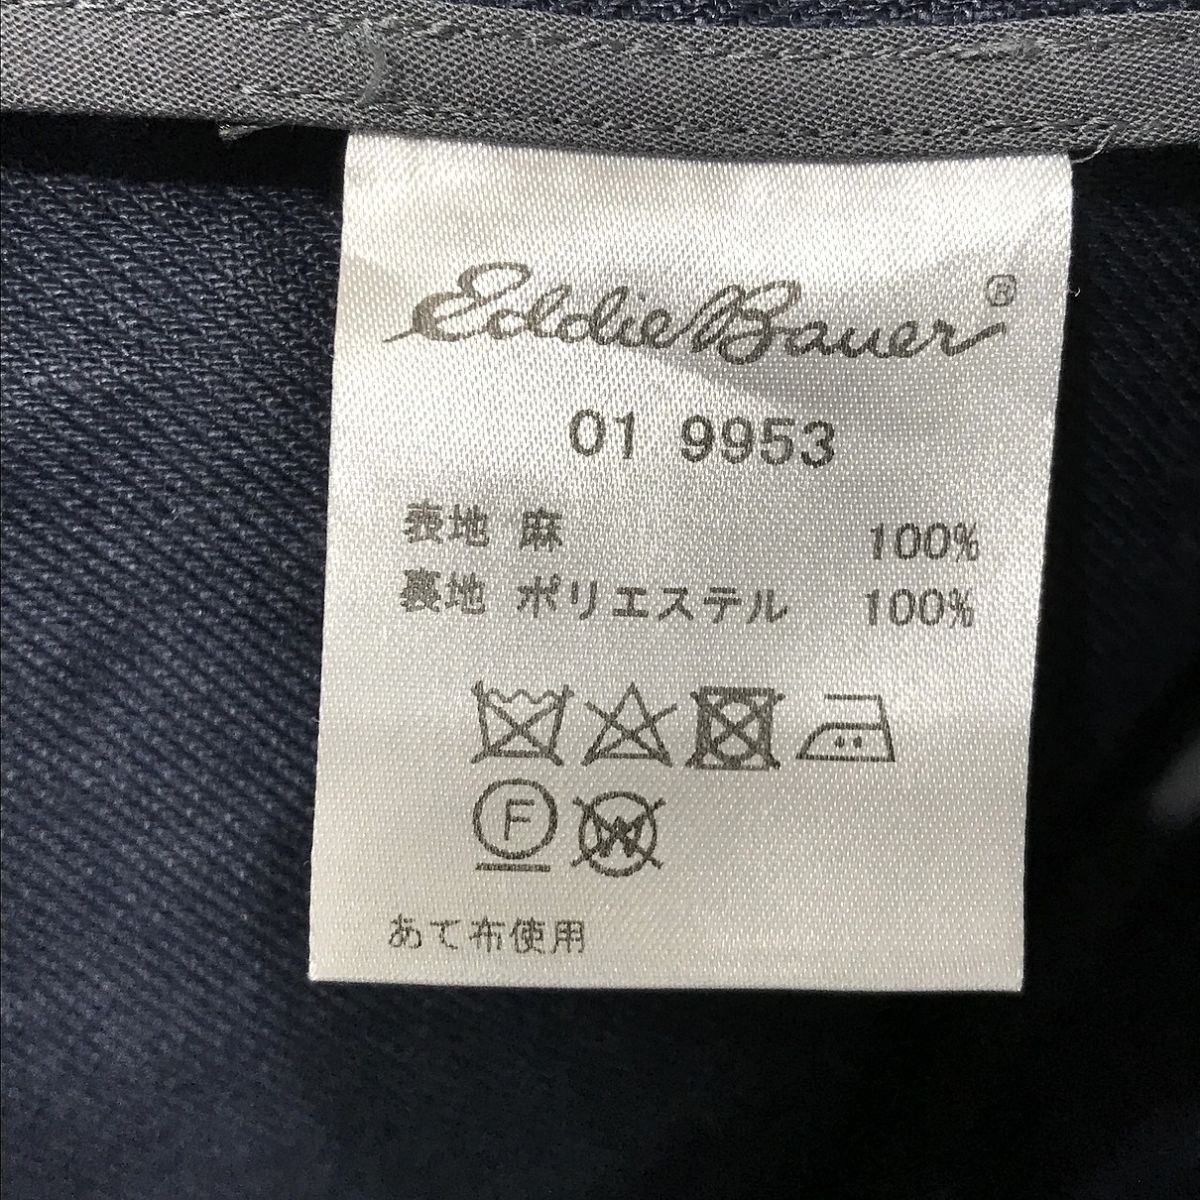 Eddie Bauer®
01 9953
表地 麻 100%
裏地 ポリエステル 100%
F
W
あて布使用